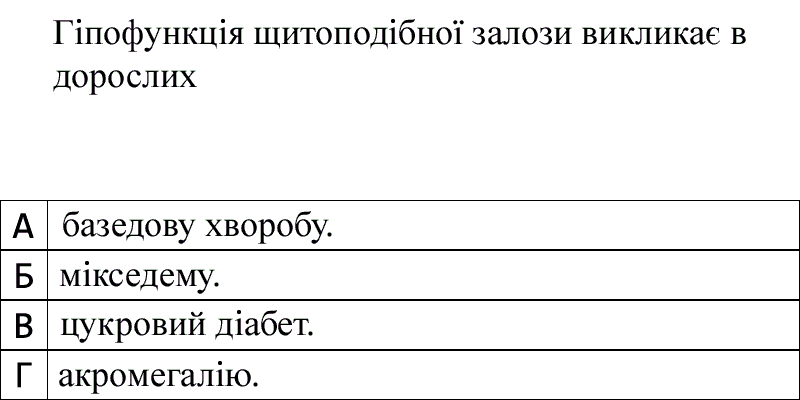 Гіпофункція щитоподібної залози викликає в
дорослих
А базедову хворобу.
Б мікседему.
В цукровий діабет.
Г акромегалію.